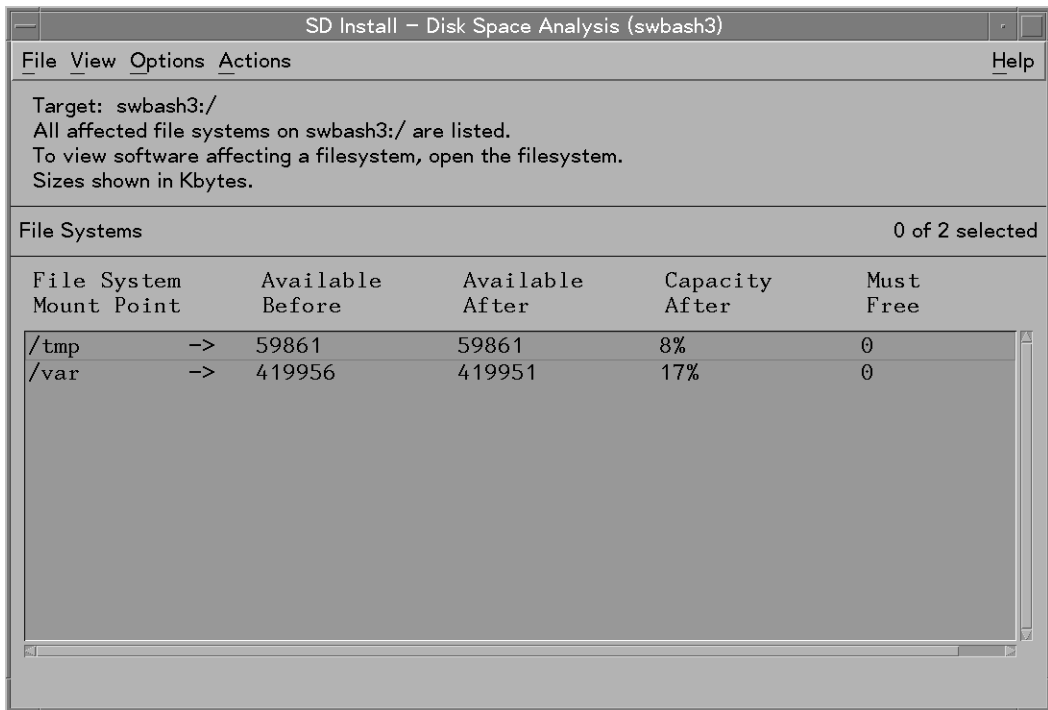 SD Install - Disk Space Analysis (swbash3)
File View Options Actions Help
Target: swbash3:/
All affected file systems on swbash3:/ are listed.
To view software affecting a filesystem, open the filesystem.
Sizes shown in Kbytes.
File Systems 0 of 2 selected
File System Available Available Capacity Must
Mount Point Before After After Free
/tmp -> 59861 59861 8% 0
/var -> 419956 419951 17% 0